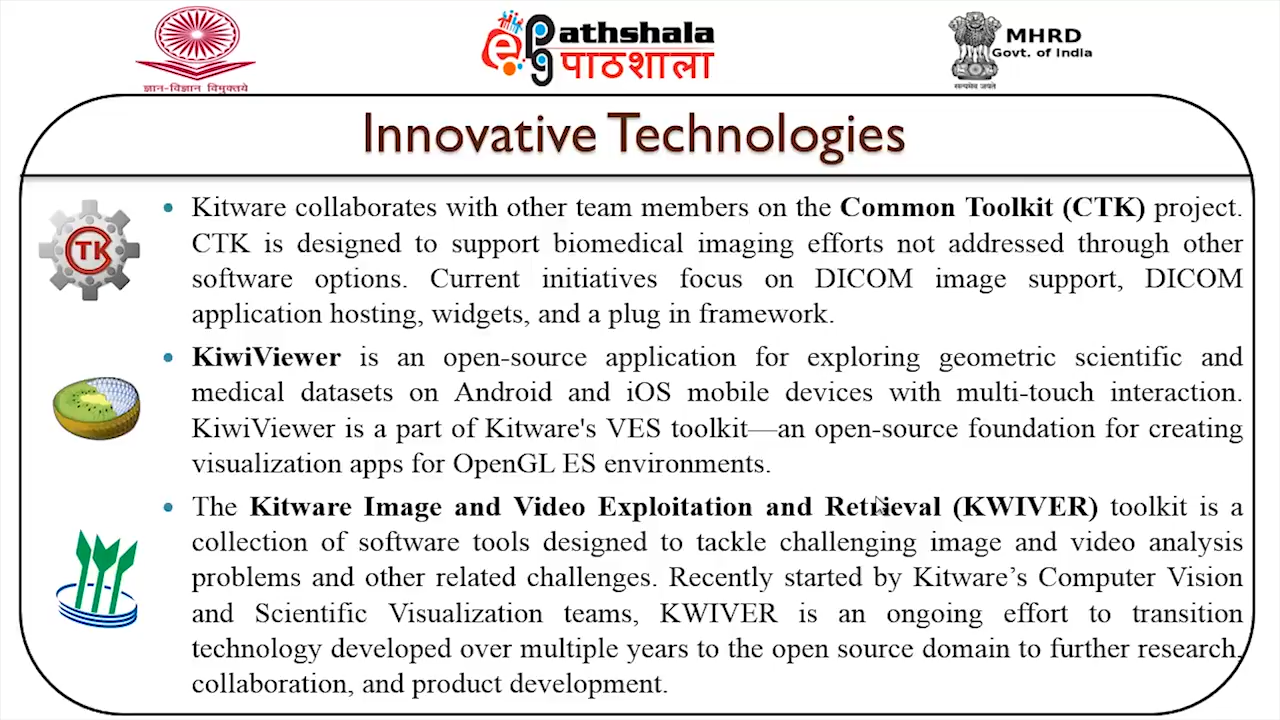 ज्ञान-विज्ञान विमुक्तये
ePgathshala
पाठशाला
MHRD
Govt. of India
सत्यमेव जयते
Innovative Technologies
CTK
• Kitware collaborates with other team members on the Common Toolkit (CTK) project.
CTK is designed to support biomedical imaging efforts not addressed through other
software options. Current initiatives focus on DICOM image support, DICOM
application hosting, widgets, and a plug in framework.
• KiwiViewer is an open-source application for exploring geometric scientific and
medical datasets on Android and iOS mobile devices with multi-touch interaction.
KiwiViewer is a part of Kitware's VES toolkit—an open-source foundation for creating
visualization apps for OpenGL ES environments.
• The Kitware Image and Video Exploitation and Retrieval (KWIVER) toolkit is a
collection of software tools designed to tackle challenging image and video analysis
problems and other related challenges. Recently started by Kitware’s Computer Vision
and Scientific Visualization teams, KWIVER is an ongoing effort to transition
technology developed over multiple years to the open source domain to further research,
collaboration, and product development.